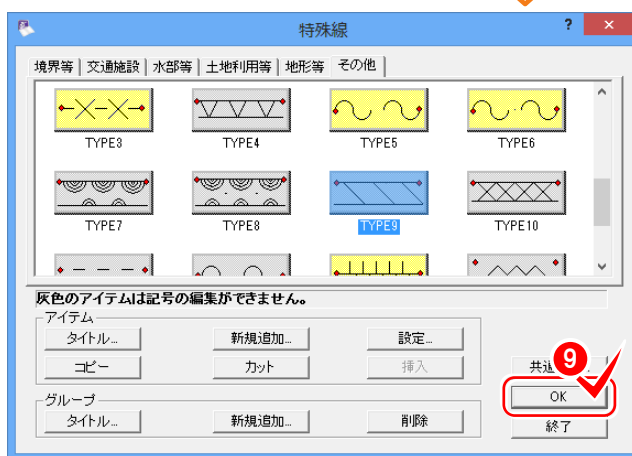 特殊線
? ×
境界等 交通施設 水部等 土地利用等 地形等 その他
TYPE3 TYPE4 TYPE5 TYPE6
TYPE7 TYPE8 TYPE9 TYPE10
灰色のアイテムは記号の編集ができません。
アイテム
タイトル... 新規追加... 設定...
コピー カット 挿入
グループ
タイトル... 新規追加... 削除
共通
9
OK
終了